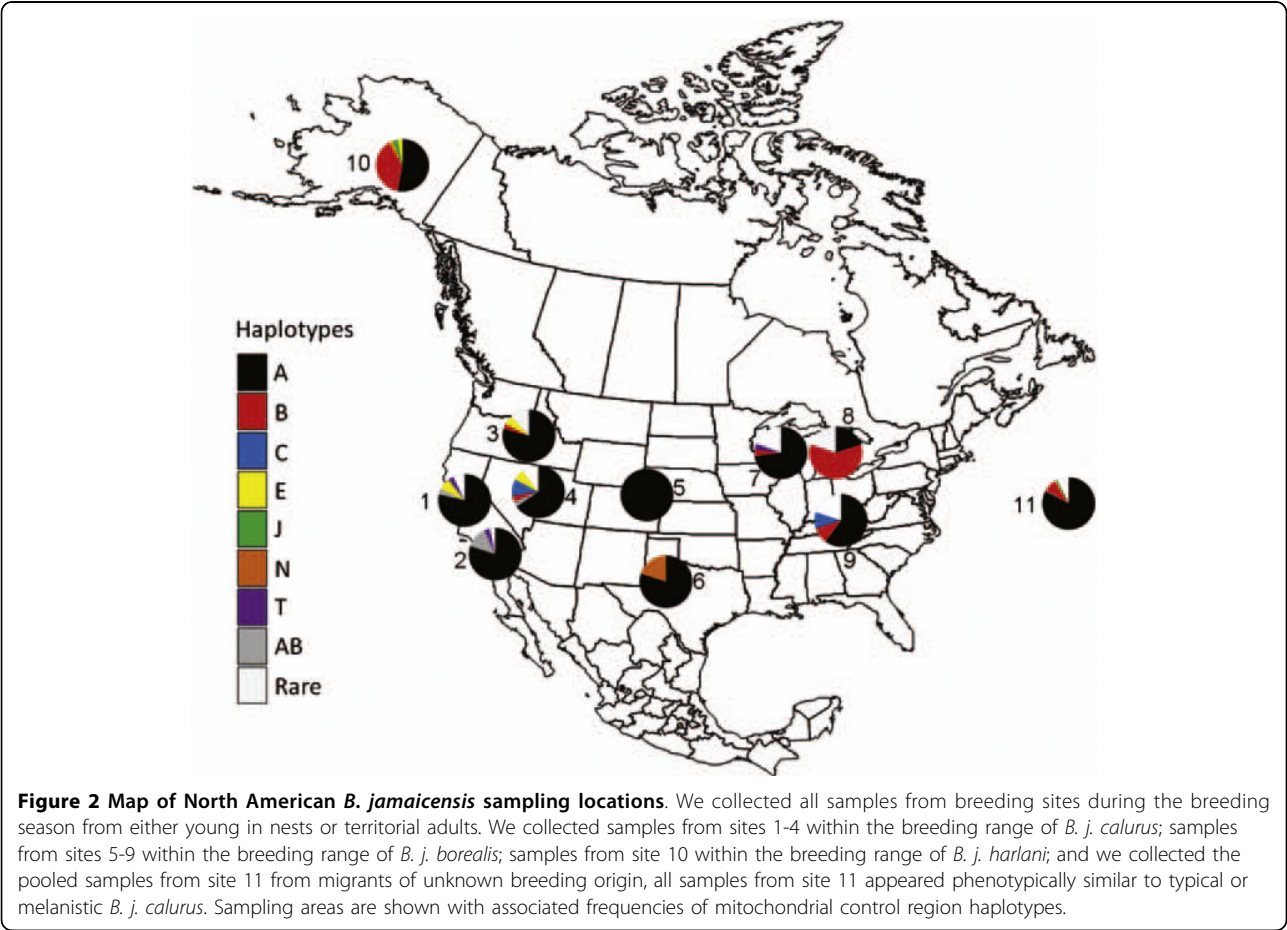 10
Haplotypes
A
B
C
E
J
N
T
AB
Rare
1
2
3
4
5
6
7
8
9
11
Figure 2 Map of North American B. jamaicensis sampling locations. We collected all samples from breeding sites during the breeding
season from either young in nests or territorial adults. We collected samples from sites 1-4 within the breeding range of B. j. calurus; samples
from sites 5-9 within the breeding range of B. j. borealis; samples from site 10 within the breeding range of B. j. harlani; and we collected the
pooled samples from site 11 from migrants of unknown breeding origin, all samples from site 11 appeared phenotypically similar to typical or
melanistic B. j. calurus. Sampling areas are shown with associated frequencies of mitochondrial control region haplotypes.